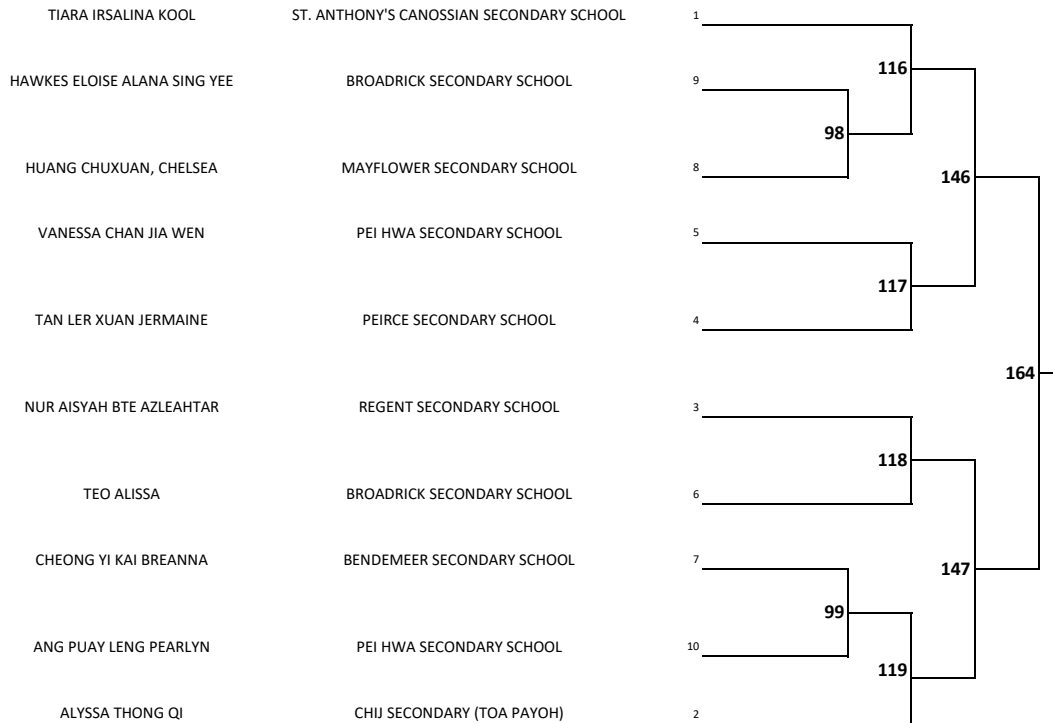 TIARA IRSALINA KOOL ST. ANTHONY'S CANOSSIAN SECONDARY SCHOOL 1
116
HAWKES ELOISE ALANA SING YEE BROADRICK SECONDARY SCHOOL 9
98
HUANG CHUXUAN, CHELSEA MAYFLOWER SECONDARY SCHOOL 8
146
VANESSA CHAN JIA WEN PEI HWA SECONDARY SCHOOL 5
117
TAN LER XUAN JERMAINE PEIRCE SECONDARY SCHOOL 4
164
NUR AISYAH BTE AZLEAHTAR REGENT SECONDARY SCHOOL 3
118
TEO ALISSA BROADRICK SECONDARY SCHOOL 6
CHEONG YI KAI BREANNA BENDEMEER SECONDARY SCHOOL 7
147
99
ANG PUAY LENG PEARLYN PEI HWA SECONDARY SCHOOL 10
119
ALYSSA THONG QI CHIJ SECONDARY (TOA PAYOH) 2